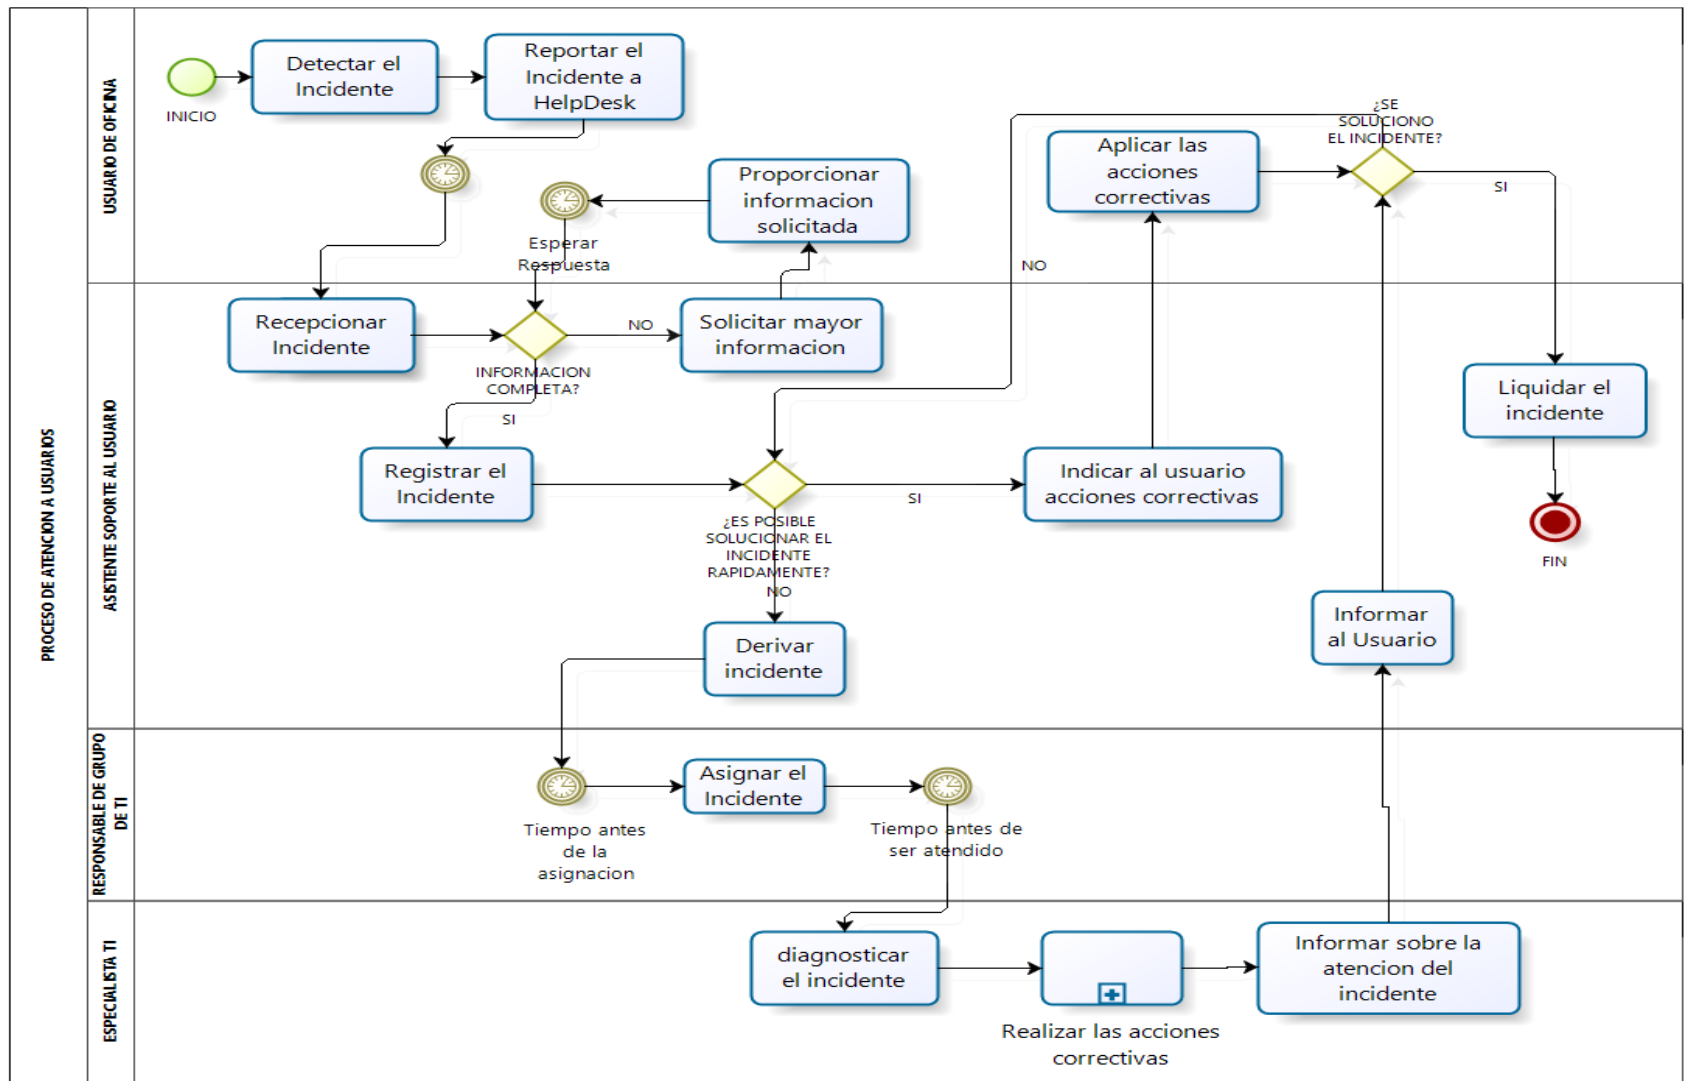 PROCESO DE ATENCION A USUARIOS
USUARIO DE OFICINA
INICIO
Detectar el
Incidente
Reportar el
Incidente a
HelpDesk
Esperar
Respuesta
Proporcionar
informacion
solicitada
Aplicar las
acciones
correctivas
¿SE
SOLUCIONO
EL INCIDENTE?
SI
NO
ASISTENTE SOPORTE AL USUARIO
Recepcionar
Incidente
INFORMACION
COMPLETA?
NO
SI
Solicitar mayor
informacion
Registrar el
Incidente
¿ES POSIBLE
SOLUCIONAR EL
INCIDENTE
RAPIDAMENTE?
NO
SI
Indicar al usuario
acciones correctivas
Liquidar el
incidente
FIN
Informar
al Usuario
Derivar
incidente
RESPONSABLE DE GRUPO
DE TI
Tiempo antes
de la
asignacion
Asignar el
Incidente
Tiempo antes de
ser atendido
ESPECIALISTA TI
diagnosticar
el incidente
Realizar las acciones
correctivas
Informar sobre la
atencion del
incidente